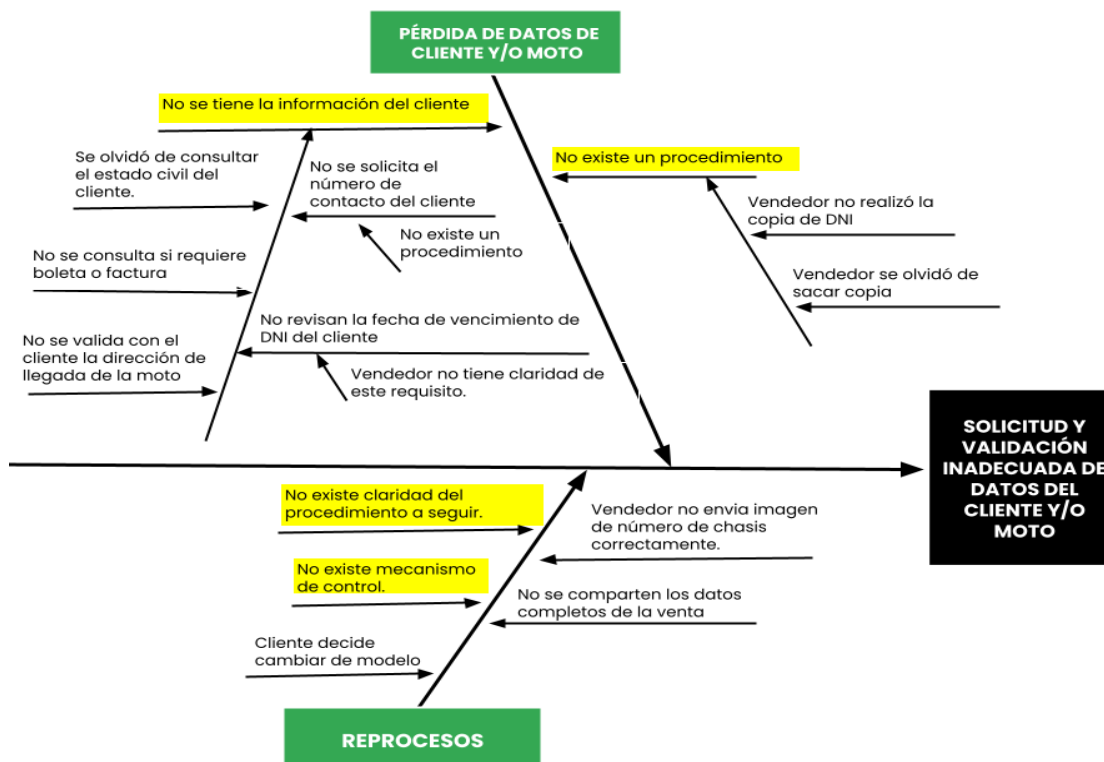 PÉRDIDA DE DATOS DE
CLIENTE Y/O MOTO
No se tiene la información del cliente
Se olvidó de consultar
el estado civil del
cliente.
No se solicita el
número de
contacto del cliente
No existe un
procedimiento
No se consulta si requiere
boleta o factura
No revisan la fecha de vencimiento de
DNI del cliente
No se valida con el
cliente la dirección de
llegada de la moto
Vendedor no tiene claridad de
este requisito.
No existe un procedimiento
Vendedor no realizó la
copia de DNI
Vendedor se olvidó de
sacar copia
SOLICITUD Y
VALIDACIÓN
INADECUADA DE
DATOS DEL
CLIENTE Y/O
MOTO
No existe claridad del
procedimiento a seguir.
Vendedor no envia imagen
de número de chasis
correctamente.
No existe mecanismo
de control.
No se comparten los datos
completos de la venta
Cliente decide
cambiar de modelo
REPROCESOS